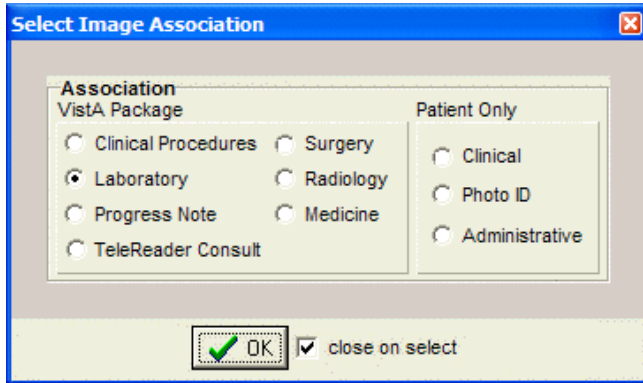 Select Image Association
Association
VistA Package
Patient Only
Clinical Procedures
Surgery
Clinical
Laboratory
Radiology
Photo ID
Progress Note
Medicine
Administrative
TeleReader Consult
OK
close on select